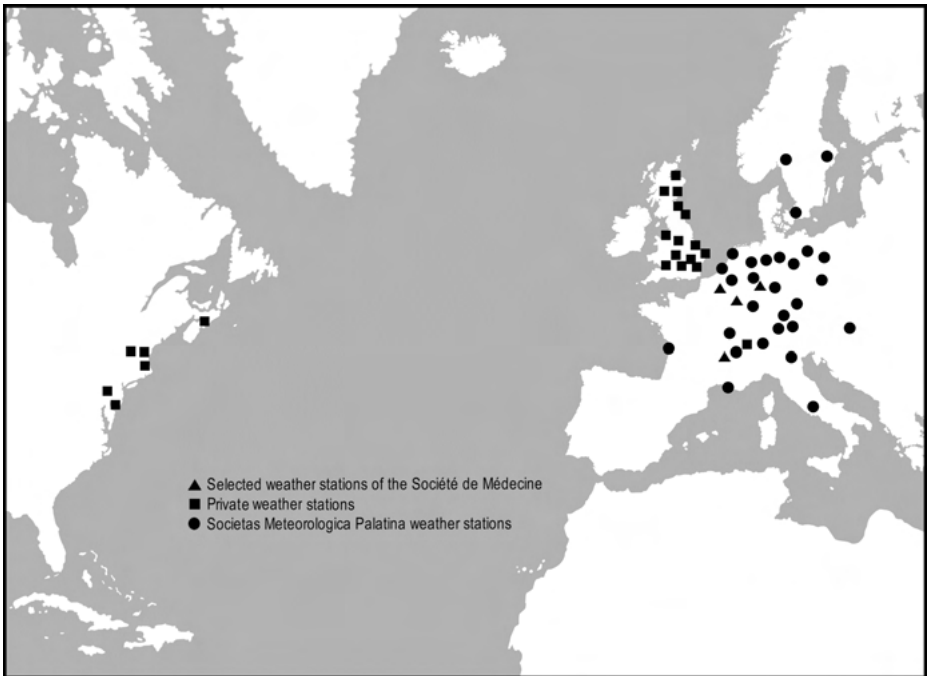 Selected weather stations of the Société de Médecine
Private weather stations
Societas Meteorologica Palatina weather stations